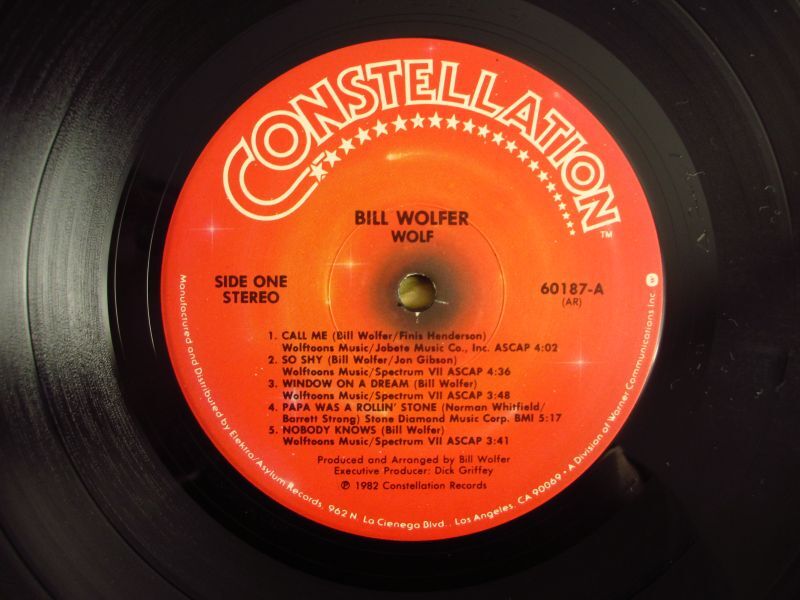 CONSTELLATION
TM
BILL WOLFER
WOLF
SIDE ONE
STEREO
60187-A
(AR)
S
1. CALL ME (Bill Wolfer/Finis Henderson)
Wolftoons Music/Jobete Music Co., Inc. ASCAP 4:02
2. SO SHY (Bill Wolfer/Jon Gibson)
Wolftoons Music/Spectrum VII ASCAP 4:36
3. WINDOW ON A DREAM (Bill Wolfer)
Wolftoons Music/Spectrum VII ASCAP 3:48
4. PAPA WAS A ROLLIN' STONE (Norman Whitfield/
Barrett Strong) Stone Diamond Music Corp. BMI 5:17
5. NOBODY KNOWS (Bill Wolfer)
Wolftoons Music/Spectrum VII ASCAP 3:41
Produced and Arranged by Bill Wolfer
Executive Producer: Dick Griffey
℗ 1982 Constellation Records
Manufactured and Distributed by Elektra/Asylum Records, 962 N. La Cienega Blvd., Los Angeles, CA 90069 • A Division of Warner Communications Inc.